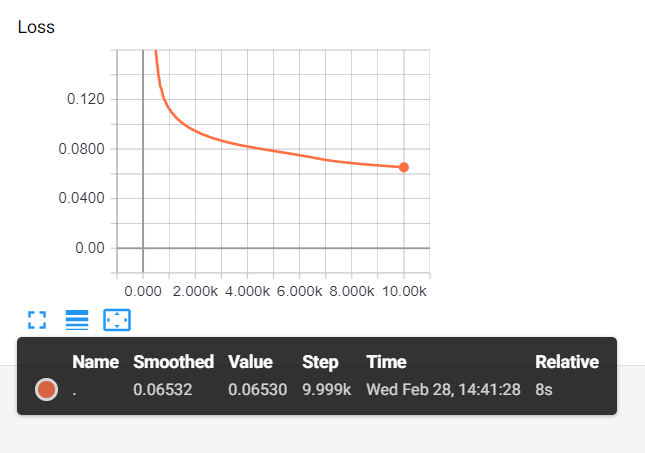 Loss
0.120
0.0800
0.0400
0.00
0.000 2.000k 4.000k 6.000k 8.000k 10.00k
Name Smoothed Value Step Time Relative
. 0.06532 0.06530 9.999k Wed Feb 28, 14:41:28 8s